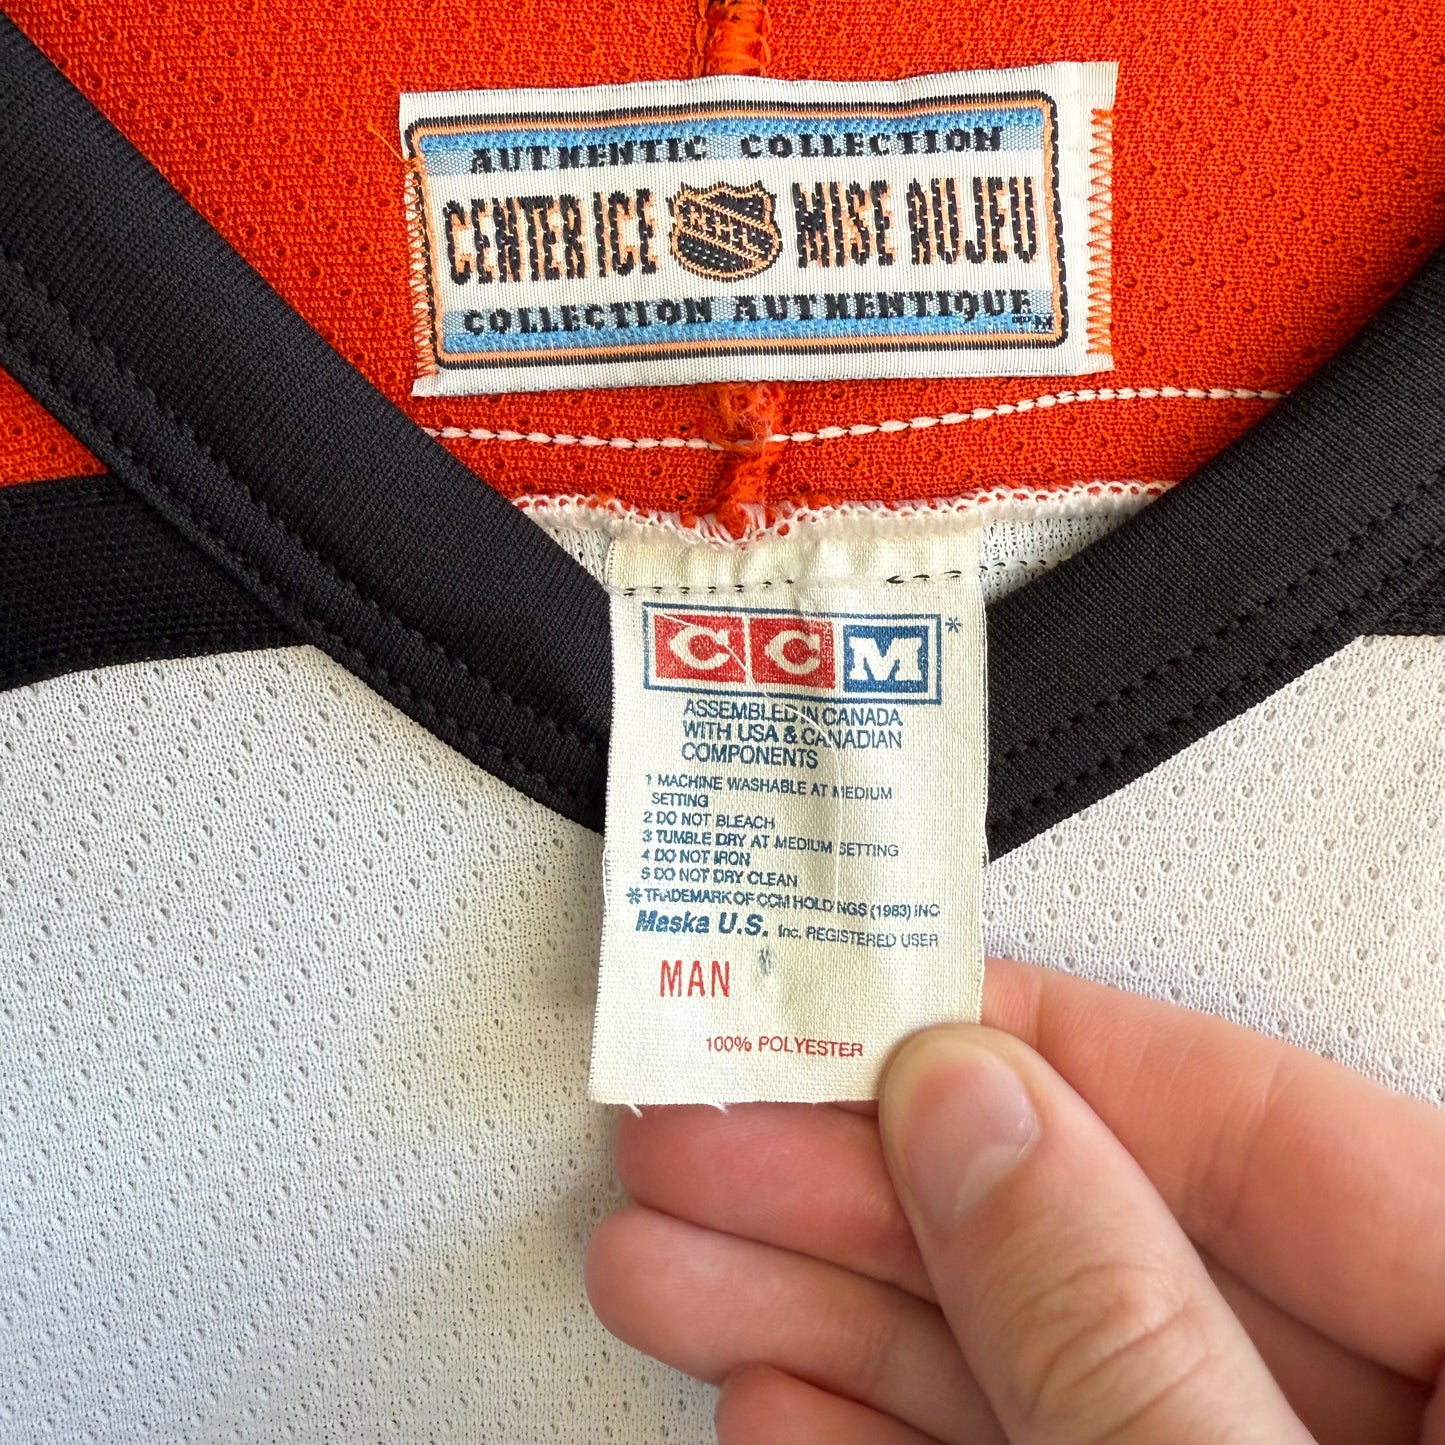 AUTHENTIC COLLECTION
CENTER ICE NHL MISE AU JEU
COLLECTION AUTHENTIQUE TM
CCM*
ASSEMBLED IN CANADA
WITH USA & CANADIAN
COMPONENTS
1 MACHINE WASHABLE AT MEDIUM
SETTING
2 DO NOT BLEACH
3 TUMBLE DRY AT MEDIUM SETTING
4 DO NOT IRON
5 DO NOT DRY CLEAN
* TRADEMARK OF CCM HOLDINGS (1983) INC
Maska U.S. Inc. REGISTERED USER
MAN
100% POLYESTER